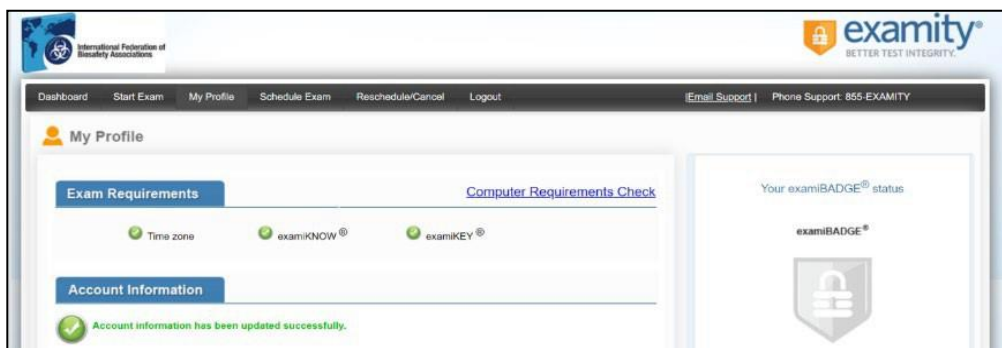 International Federation of
Biosafety Associations
examity®
BETTER TEST INTEGRITY.™
Dashboard Start Exam My Profile Schedule Exam Reschedule/Cancel Logout |Email Support | Phone Support: 855-EXAMITY
My Profile
Exam Requirements Computer Requirements Check
Time zone examiKNOW ® examiKEY ®
Account Information
Account information has been updated successfully.
Your examiBADGE® status
examiBADGE®